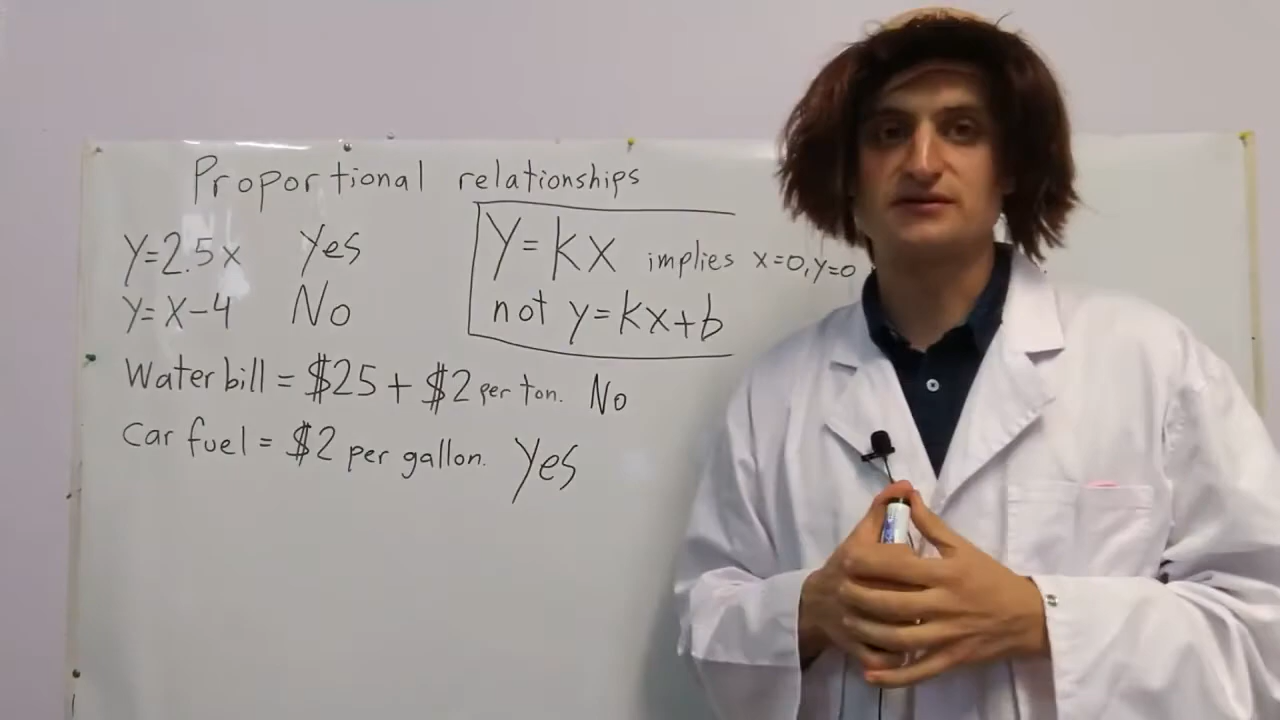 Proportional relationships
Y=2.5x Yes
Y=X-4 No
Y=kx implies x=0,y=0
not y=kx+b
Water bill = $25 + $2 per ton. No
Car fuel = $2 per gallon. Yes